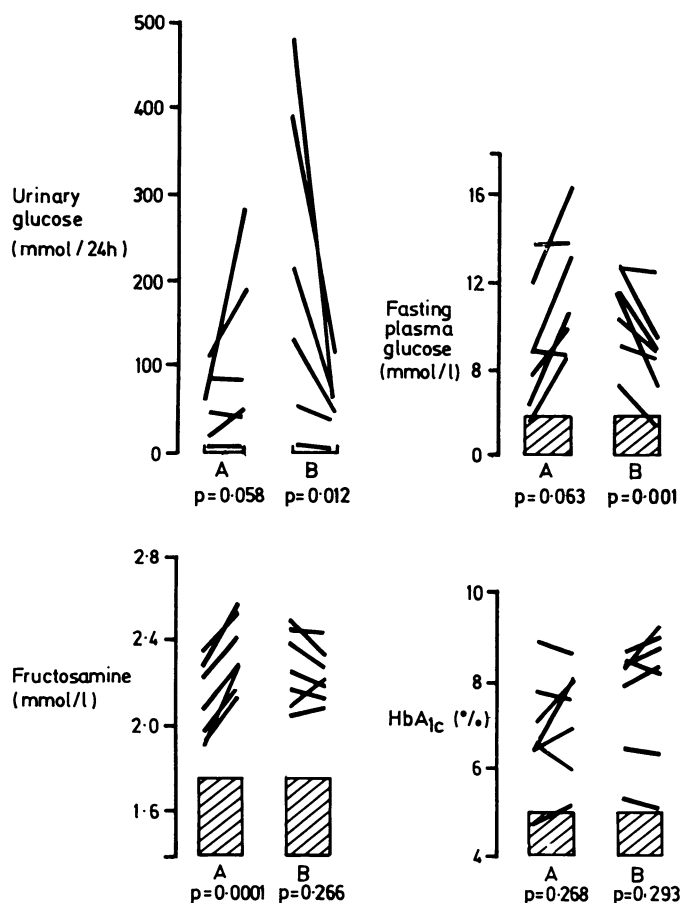 500
400
300
200
100
0
Urinary
glucose
(mmol / 24h)
A
B
p=0·058
p=0·012
16
12
8
0
Fasting
plasma
glucose
(mmol/l)
A
B
p=0·063
p=0·001
2·8
2·4
2·0
1·6
Fructosamine
(mmol/l)
A
B
p=0·0001
p=0·266
10
8
6
4
HbA1c (%)
A
B
p=0·268
p=0·293